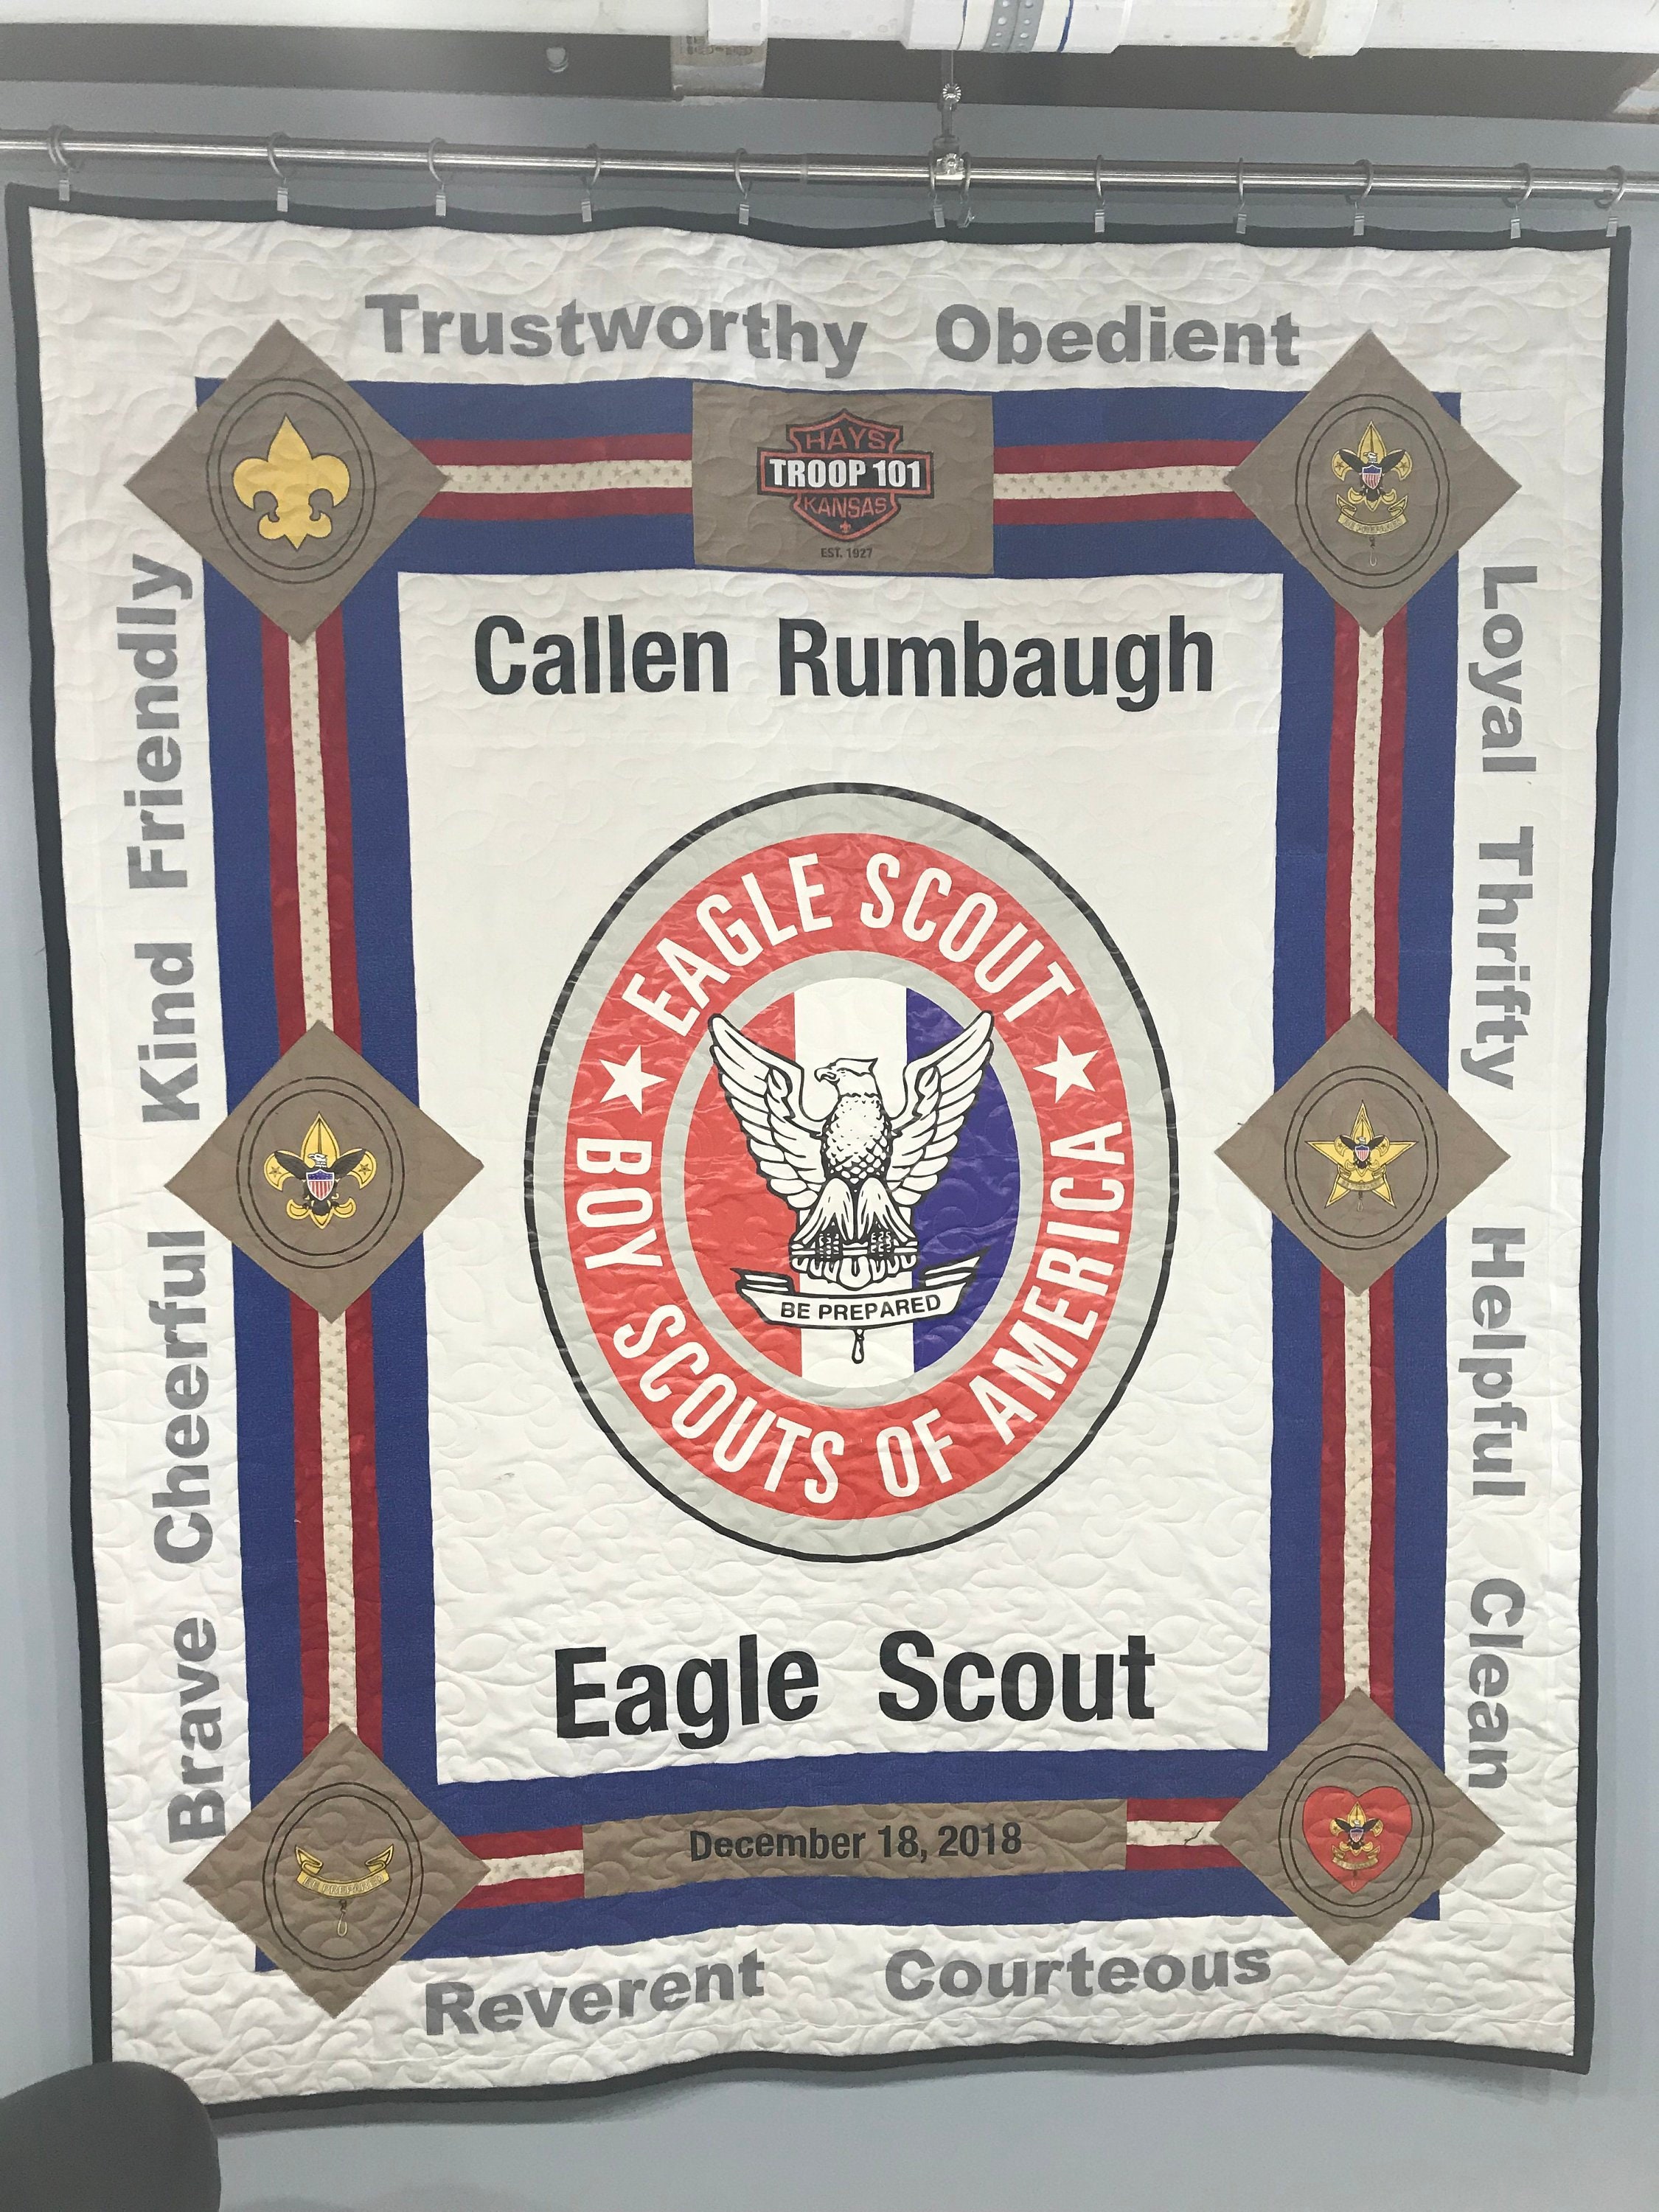 Trustworthy Obedient
HAYS
TROOP 101
KANSAS
EST. 1927
Kind Friendly
Brave Cheerful
Loyal Thrifty
Helpful Clean
Callen Rumbaugh
EAGLE SCOUT
BOY SCOUTS OF AMERICA
BE PREPARED
Eagle Scout
December 18, 2018
Reverent Courteous